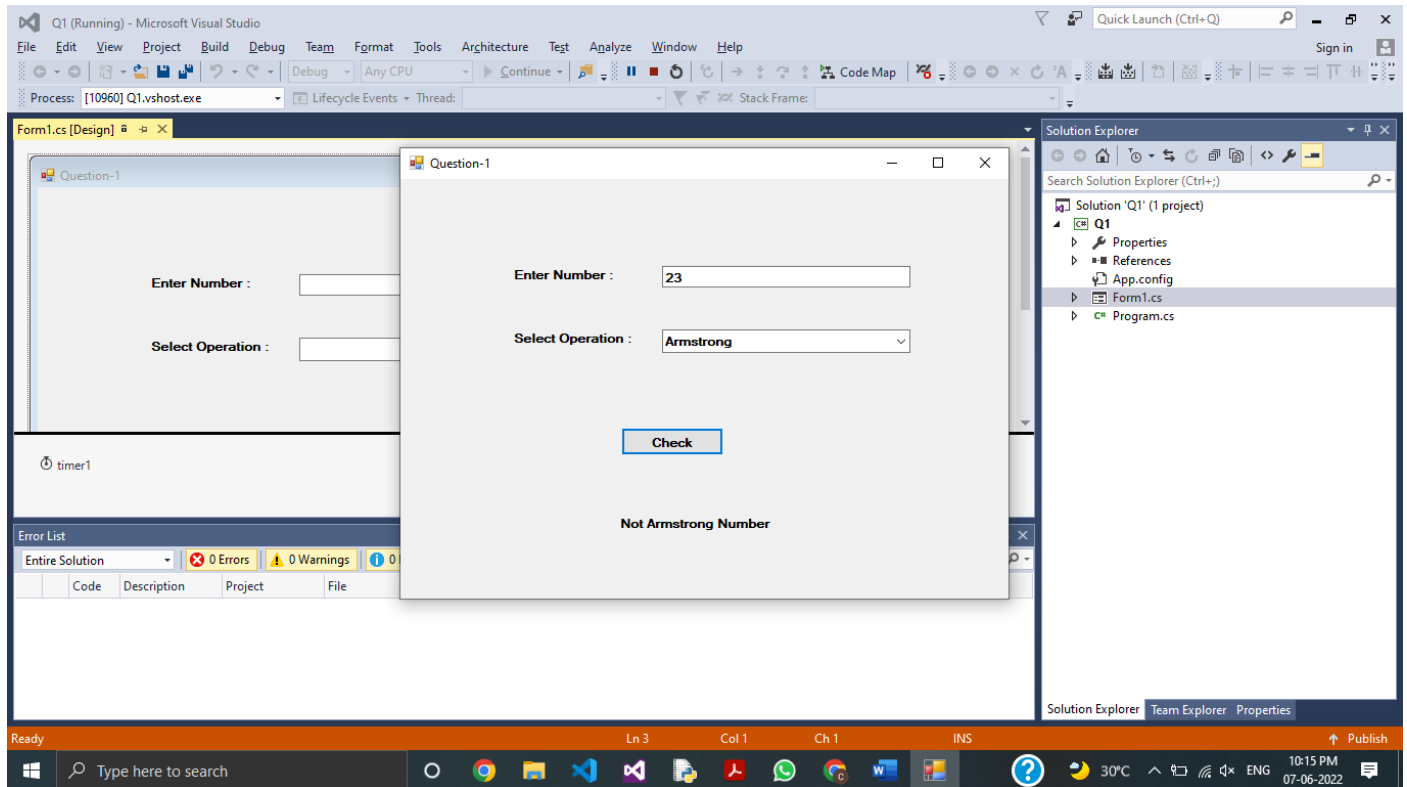 Q1 (Running) - Microsoft Visual Studio
Quick Launch (Ctrl+Q)
File Edit View Project Build Debug Team Format Tools Architecture Test Analyze Window Help
Sign in
Debug Any CPU Continue Code Map
Process: [10960] Q1.vshost.exe Lifecycle Events Thread: Stack Frame:
Form1.cs [Design]
Question-1
Enter Number :
Select Operation :
timer1
Question-1
Enter Number : 23
Select Operation : Armstrong
Check
Not Armstrong Number
Error List
Entire Solution 0 Errors 0 Warnings 0
Code Description Project File
Solution Explorer
Search Solution Explorer (Ctrl+;)
Solution 'Q1' (1 project)
C# Q1
Properties
References
App.config
Form1.cs
C# Program.cs
Solution Explorer Team Explorer Properties
Ready Ln 3 Col 1 Ch 1 INS Publish
Type here to search
30°C ENG
10:15 PM
07-06-2022